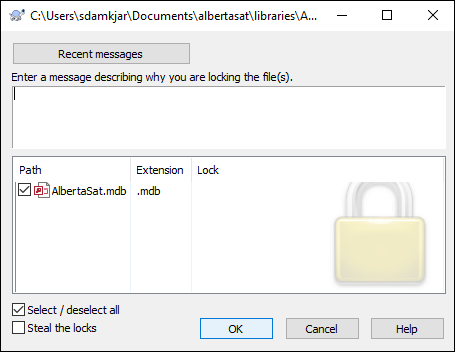 C:\Users\sdamkjar\Documents\albertasat\libraries\A...
Recent messages
Enter a message describing why you are locking the file(s).
Path Extension Lock
AlbertaSat.mdb .mdb
Select / deselect all
Steal the locks
OK Cancel Help